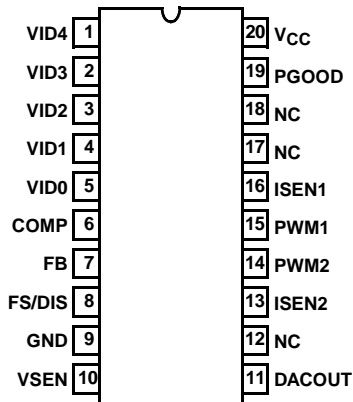 VID4 1 20 VCC
VID3 2 19 PGOOD
VID2 3 18 NC
VID1 4 17 NC
VID0 5 16 ISEN1
COMP 6 15 PWM1
FB 7 14 PWM2
FS/DIS 8 13 ISEN2
GND 9 12 NC
VSEN 10 11 DACOUT